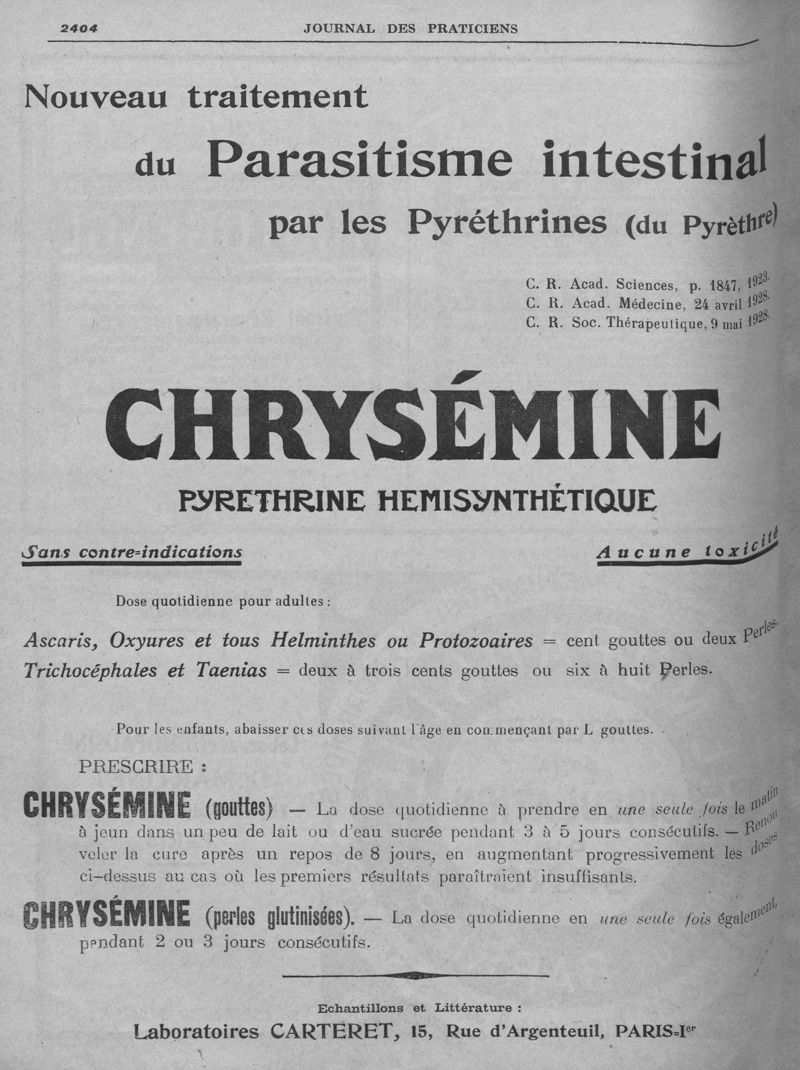 2404
JOURNAL DES PRATICIENS
Nouveau traitement
du Parasitisme intestinal
par les Pyréthrines (du Pyrèthre)
C. R. Acad. Sciences, p. 1847, 1923.
C. R. Acad. Médecine, 24 avril 1928.
C. R. Soc. Thérapeutique, 9 mai 1928.
CHRYSÉMINE
PYRETHRINE HEMISYNTHÉTIQUE
Sans contre=indications
Aucune toxicité
Dose quotidienne pour adultes :
Ascaris, Oxyures et tous Helminthes ou Protozoaires = cent gouttes ou deux Perles.
Trichocéphales et Taenias = deux à trois cents gouttes ou six à huit Perles.
Pour les enfants, abaisser ces doses suivant l'âge en commençant par L gouttes.
PRESCRIRE :
CHRYSÉMINE (gouttes) — La dose quotidienne à prendre en une seule fois le matin
à jeun dans un peu de lait ou d'eau sucrée pendant 3 à 5 jours consécutifs. — Renou
veler la cure après un repos de 8 jours, en augmentant progressivement les doses
ci-dessus au cas où les premiers résultats paraîtraient insuffisants.
CHRYSÉMINE (perles glutinisées). — La dose quotidienne en une seule fois également,
pendant 2 ou 3 jours consécutifs.
Echantillons et Littérature :
Laboratoires CARTERET, 15, Rue d'Argenteuil, PARIS=Ier